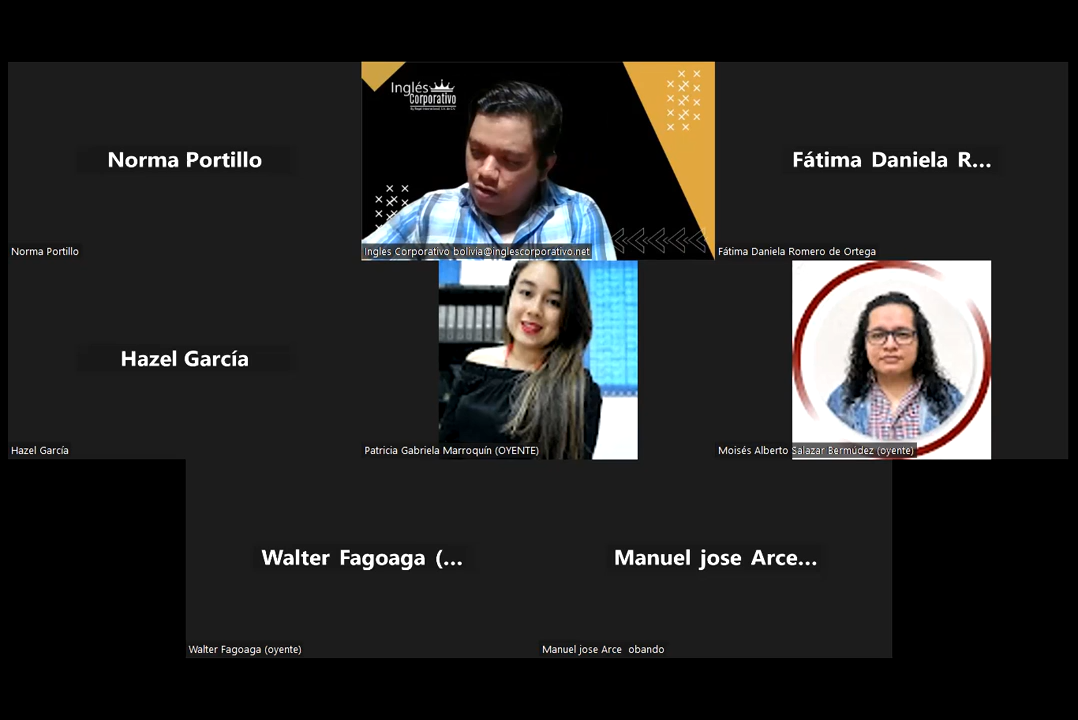 Norma Portillo
Norma Portillo
Inglés
Corporativo
Ingles Corporativo bolivia@inglescorporativo.net
Fátima Daniela R...
Fátima Daniela Romero de Ortega
Hazel García
Hazel García
Patricia Gabriela Marroquín (OYENTE)
Moisés Alberto Salazar Bermúdez (oyente)
Walter Fagoaga (...
Walter Fagoaga (oyente)
Manuel jose Arce...
Manuel jose Arce obando